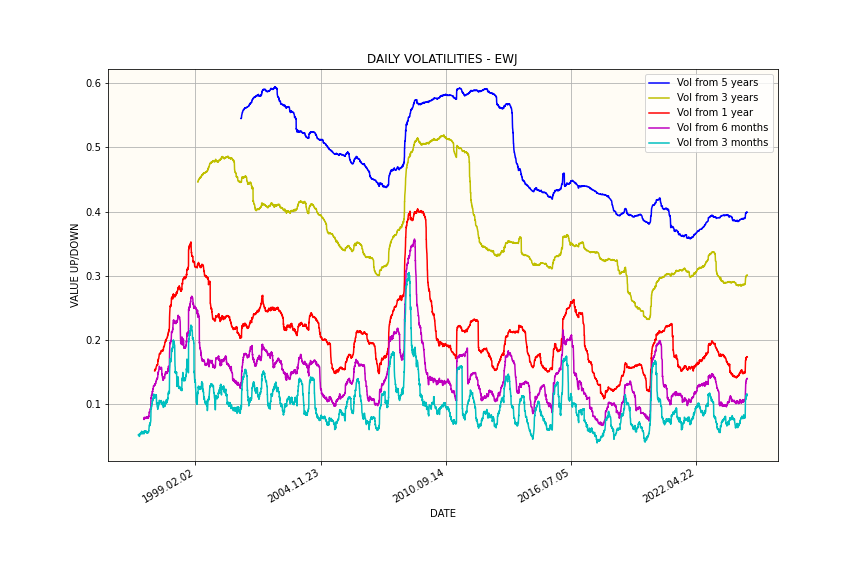 DAILY VOLATILITIES - EWJ
Vol from 5 years
Vol from 3 years
Vol from 1 year
Vol from 6 months
Vol from 3 months
VALUE UP/DOWN
0.6
0.5
0.4
0.3
0.2
0.1
1999.02.02
2004.11.23
2010.09.14
2016.07.05
2022.04.22
DATE